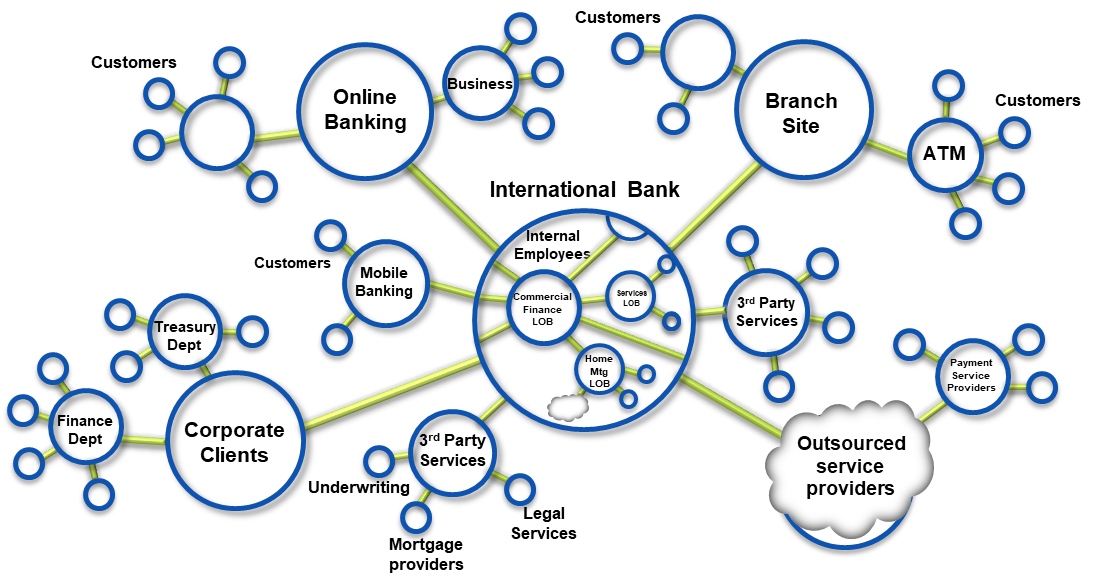 Customers
Customers
Online
Banking
Business
Branch
Site
Customers
ATM
International Bank
Internal
Employees
Customers
Mobile
Banking
Commercial
Finance
LOB
Services
LOB
3rd Party
Services
Treasury
Dept
Home
Mtg
LOB
Payment
Service
Providers
Finance
Dept
Corporate
Clients
3rd Party
Services
Outsourced
service
providers
Underwriting
Legal
Services
Mortgage
providers